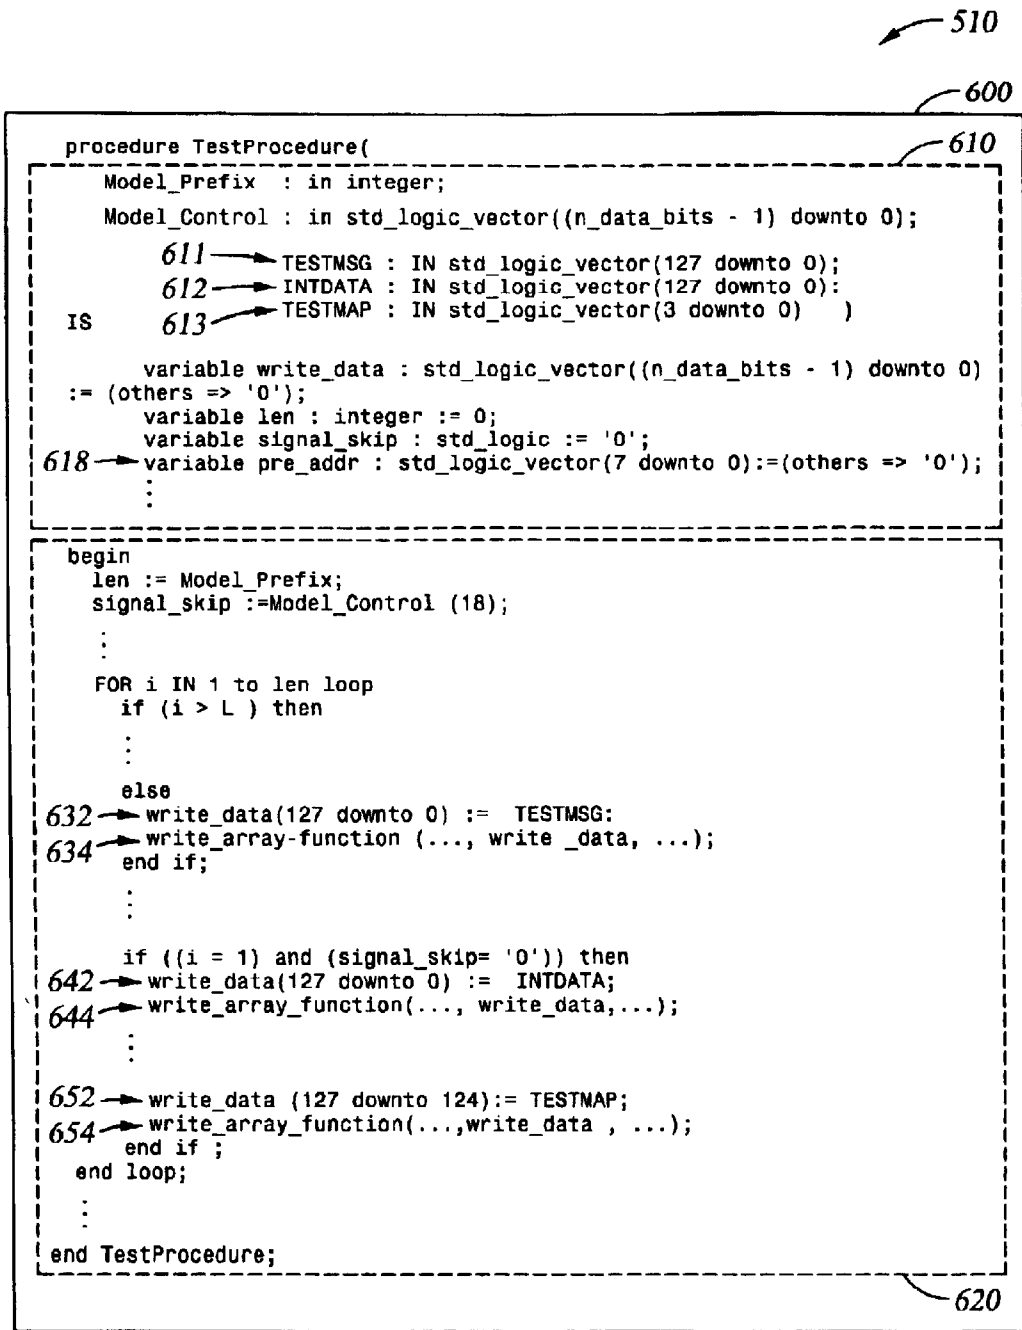 510
600
procedure TestProcedure(
610
Model_Prefix : in integer;
Model_Control : in std_logic_vector((n_data_bits - 1) downto 0);
611 TESTMSG : IN std_logic_vector(127 downto 0);
612 INTDATA : IN std_logic_vector(127 downto 0):
613 TESTMAP : IN std_logic_vector(3 downto 0) )
IS
variable write_data : std_logic_vector((n_data_bits - 1) downto 0)
:= (others => '0');
variable len : integer := 0;
variable signal_skip : std_logic := '0';
618 variable pre_addr : std_logic_vector(7 downto 0):=(others => '0');
begin
len := Model_Prefix;
signal_skip :=Model_Control (18);
FOR i IN 1 to len loop
if (i > L ) then
else
632 write_data(127 downto 0) := TESTMSG:
634 write_array-function (..., write _data, ...);
end if;
if ((i = 1) and (signal_skip= '0')) then
642 write_data(127 downto 0) := INTDATA;
644 write_array_function(..., write_data,...);
652 write_data (127 downto 124):= TESTMAP;
654 write_array_function(...,write_data , ...);
end if ;
end loop;
end TestProcedure;
620